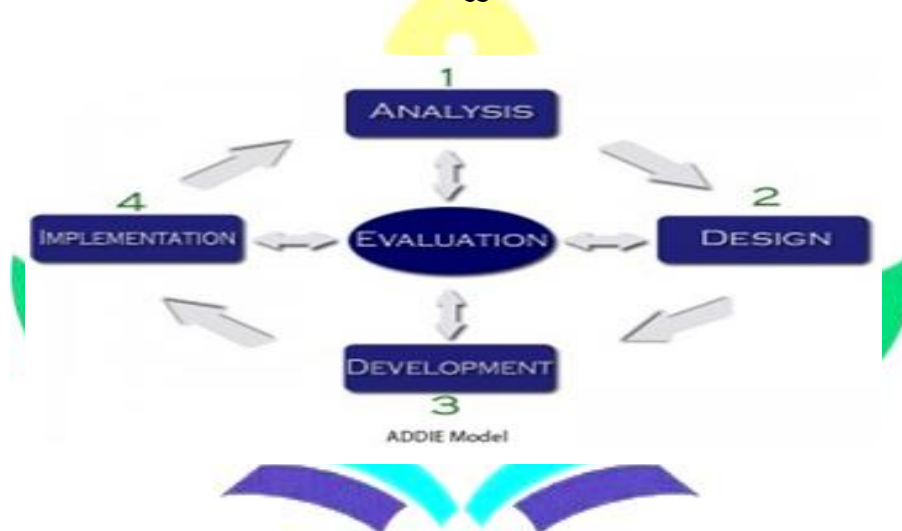 1
ANALYSIS
4
2
IMPLEMENTATION
EVALUATION
DESIGN
DEVELOPMENT
3
ADDIE Model